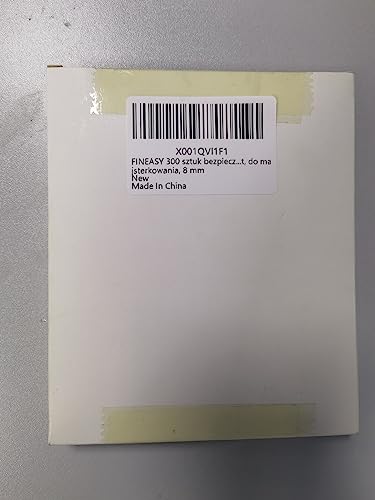 X001QVI1F1
FINEASY 300 sztuk bezpiecz...t, do ma
jsterkowania, 8 mm
New
Made In China